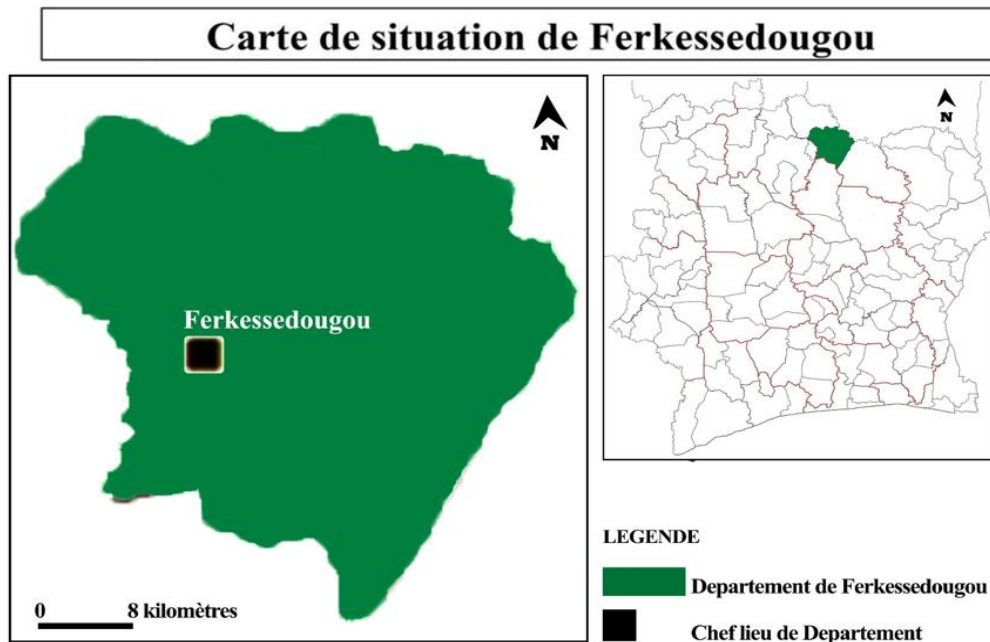 Carte de situation de Ferkessedougou
N
Ferkessedougou
0 8 kilomètres
N
LEGENDE
Departement de Ferkessedougou
Chef lieu de Departement